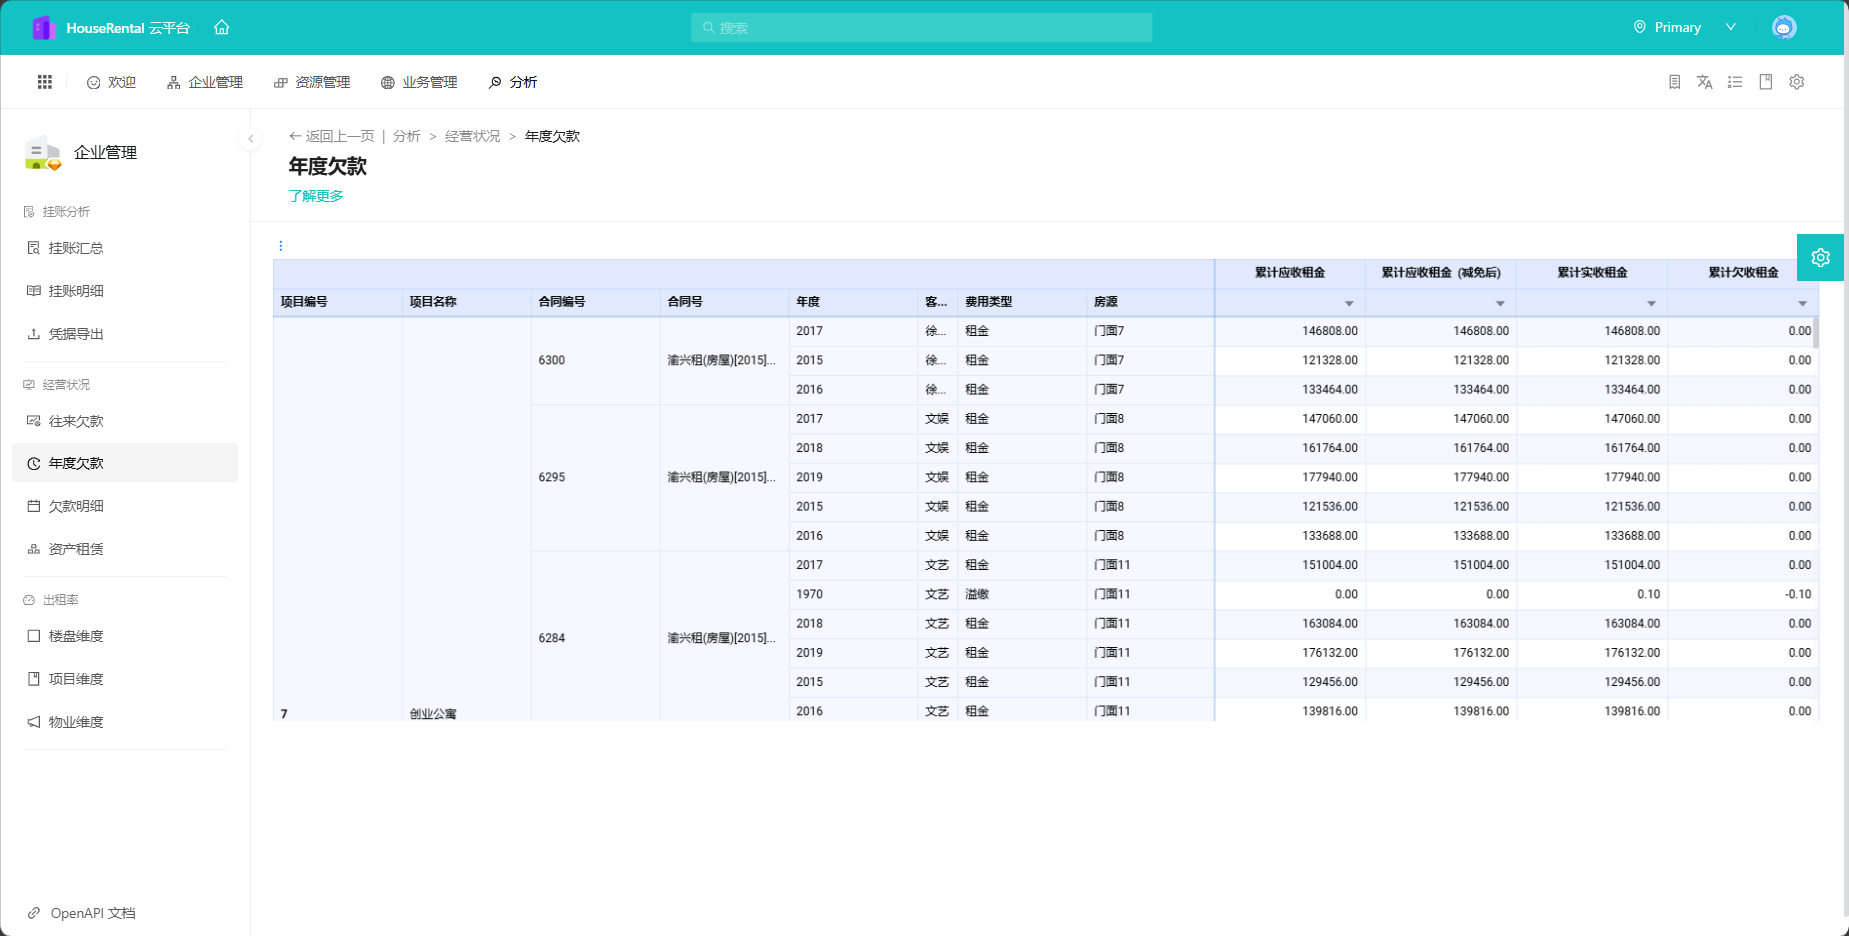 HouseRental 云平台
搜索
Primary
欢迎
企业管理
资源管理
业务管理
分析
企业管理
挂账分析
挂账汇总
挂账明细
凭据导出
经营状况
往来欠款
年度欠款
欠款明细
资产租赁
出租率
楼盘维度
项目维度
物业维度
OpenAPI 文档
返回上一页 | 分析 > 经营状况 > 年度欠款
年度欠款
了解更多
累计应收租金 累计应收租金 (减免后) 累计实收租金 累计欠收租金
项目编号 项目名称 合同编号 合同号 年度 客... 费用类型 房源
2017 徐... 租金 门面7 146808.00 146808.00 146808.00 0.00
6300 渝兴租(房屋)[2015]... 2015 徐... 租金 门面7 121328.00 121328.00 121328.00 0.00
2016 徐... 租金 门面7 133464.00 133464.00 133464.00 0.00
2017 文娱 租金 门面8 147060.00 147060.00 147060.00 0.00
2018 文娱 租金 门面8 161764.00 161764.00 161764.00 0.00
6295 渝兴租(房屋)[2015]... 2019 文娱 租金 门面8 177940.00 177940.00 177940.00 0.00
2015 文娱 租金 门面8 121536.00 121536.00 121536.00 0.00
2016 文娱 租金 门面8 133688.00 133688.00 133688.00 0.00
2017 文艺 租金 门面11 151004.00 151004.00 151004.00 0.00
1970 文艺 溢缴 门面11 0.00 0.00 0.10 -0.10
2018 文艺 租金 门面11 163084.00 163084.00 163084.00 0.00
6284 渝兴租(房屋)[2015]... 2019 文艺 租金 门面11 176132.00 176132.00 176132.00 0.00
2015 文艺 租金 门面11 129456.00 129456.00 129456.00 0.00
7 创业公寓 2016 文艺 租金 门面11 139816.00 139816.00 139816.00 0.00